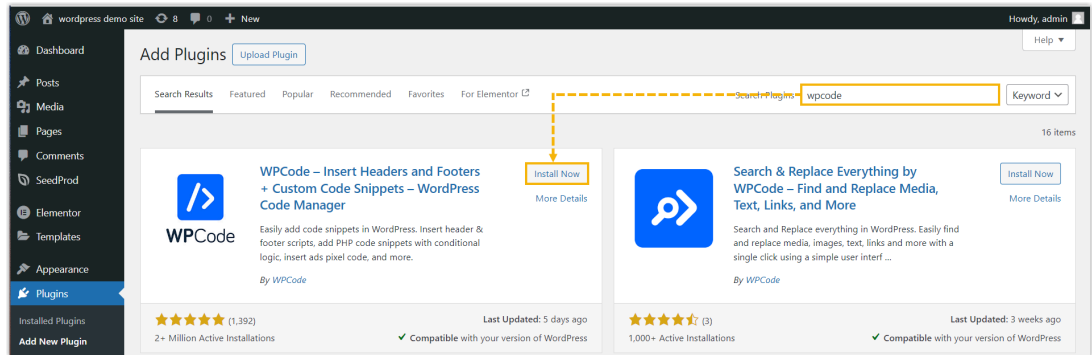 wordpress demo site 8 0 + New Howdy, admin
Dashboard
Posts
Media
Pages
Comments
SeedProd
Elementor
Templates
Appearance
Plugins
Installed Plugins
Add New Plugin
Help
Add Plugins Upload Plugin
Search Results Featured Popular Recommended Favorites For Elementor Search Plugins wpcode Keyword
16 items
WPCode
WPCode – Insert Headers and Footers
+ Custom Code Snippets – WordPress
Code Manager
Install Now
More Details
Easily add code snippets in WordPress. Insert header &
footer scripts, add PHP code snippets with conditional
logic, insert ads pixel code, and more.
By WPCode
(1,392)
2+ Million Active Installations
Last Updated: 5 days ago
Compatible with your version of WordPress
Search & Replace Everything by
WPCode – Find and Replace Media,
Text, Links, and More
Install Now
More Details
Search and Replace everything in WordPress. Easily find
and replace media, images, text, links and more with a
single click using a simple user interf ...
By WPCode
(3)
1,000+ Active Installations
Last Updated: 3 weeks ago
Compatible with your version of WordPress